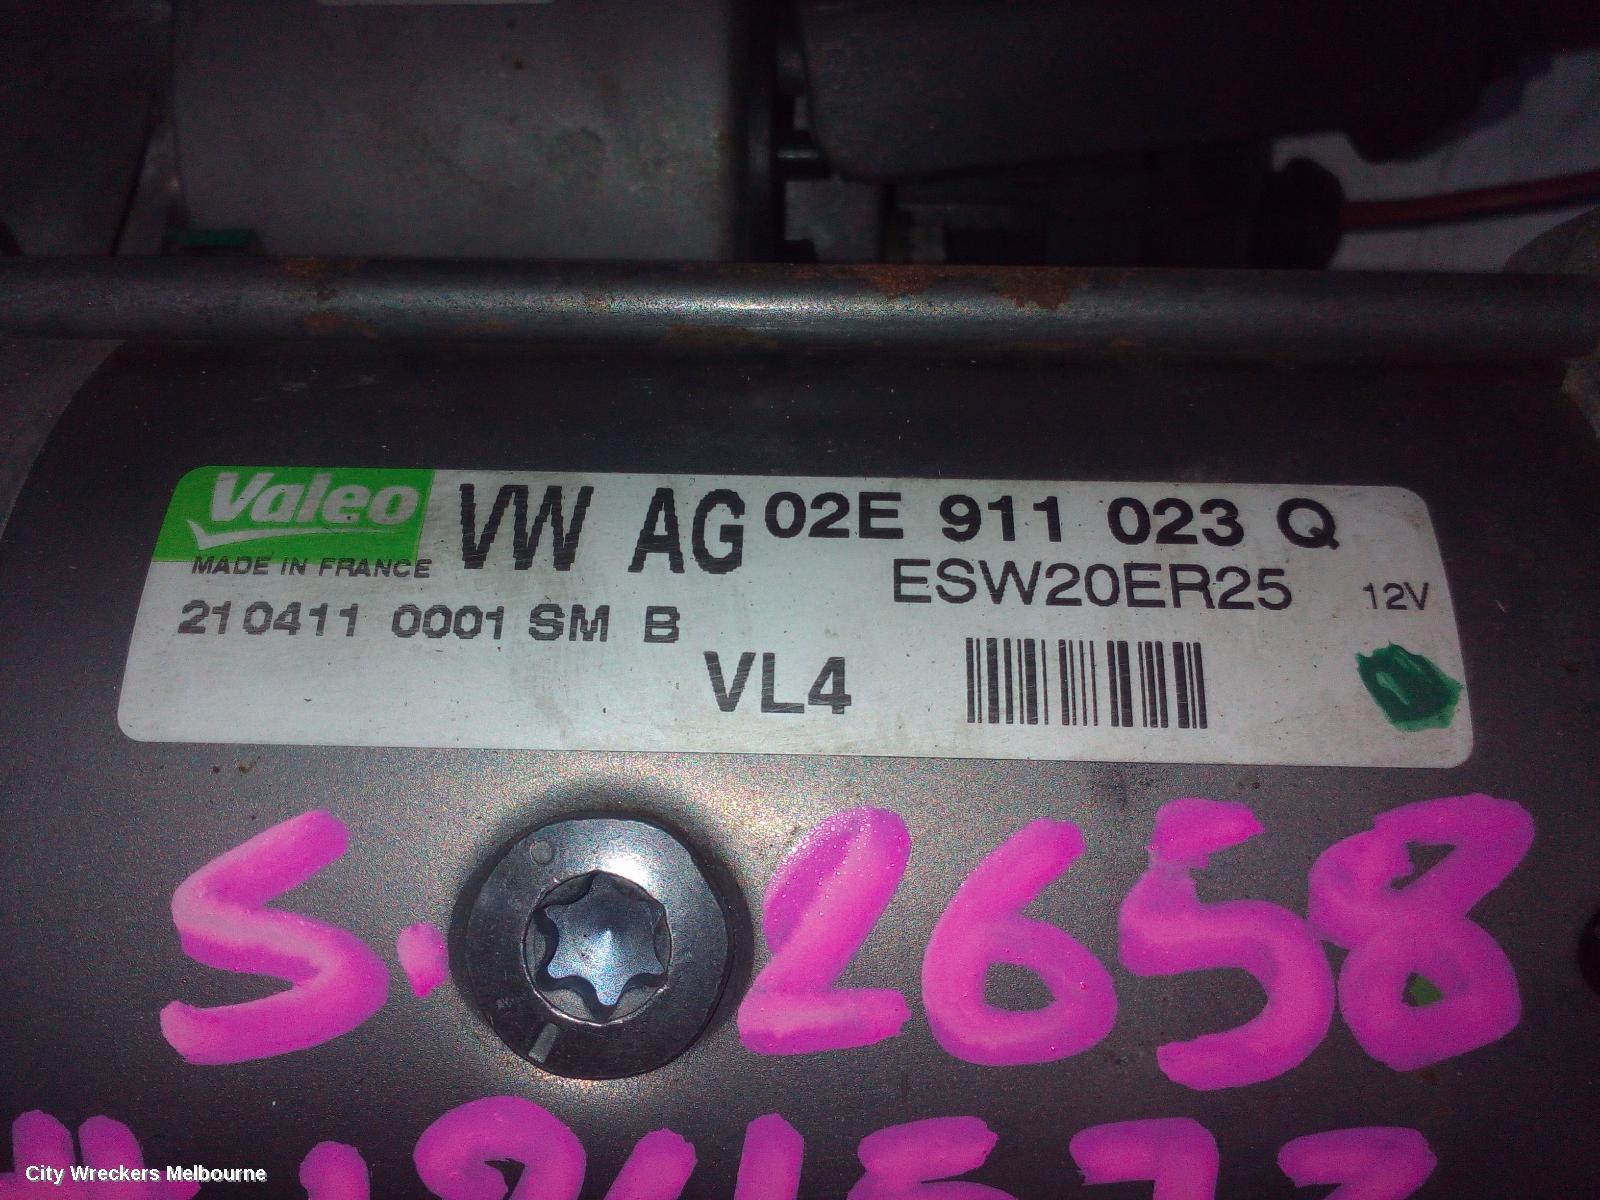 Valeo VW AG 02E 911 023 Q
MADE IN FRANCE ESW20ER25 12V
210411 0001 SM B
VL4
S. 2658
City Wreckers Melbourne